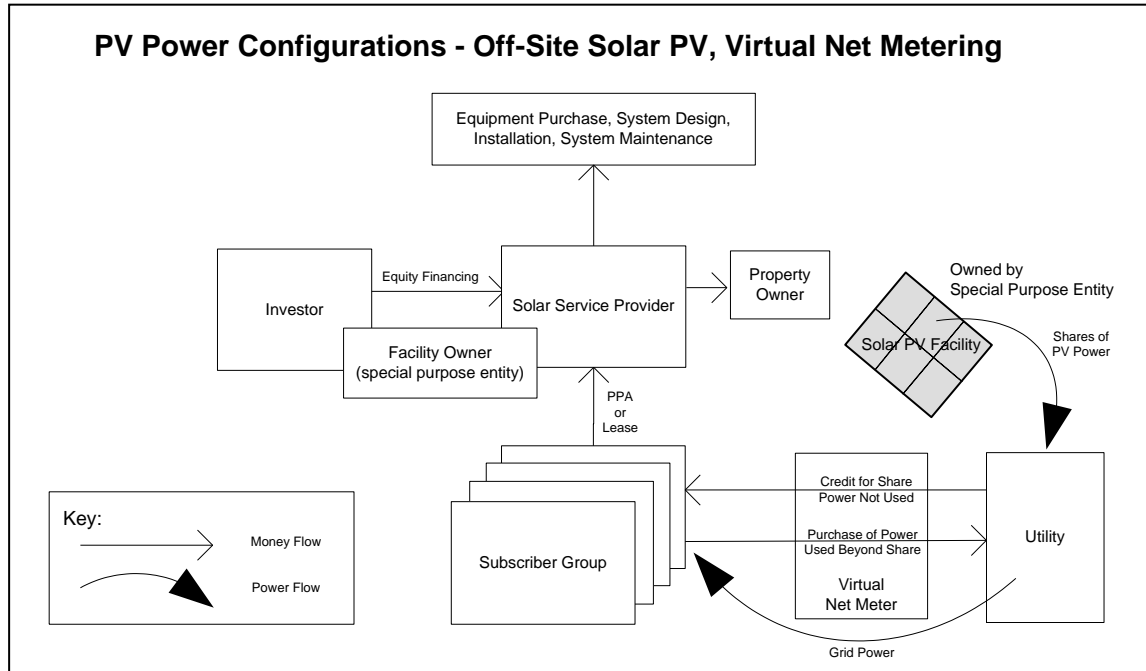 PV Power Configurations - Off-Site Solar PV, Virtual Net Metering
Equipment Purchase, System Design,
Installation, System Maintenance
Investor
Equity Financing
Solar Service Provider
Property
Owner
Facility Owner
(special purpose entity)
Owned by
Special Purpose Entity
Solar PV Facility
Shares of
PV Power
PPA
or
Lease
Subscriber Group
Credit for Share
Power Not Used
Purchase of Power
Used Beyond Share
Virtual
Net Meter
Utility
Grid Power
Key:
Money Flow
Power Flow